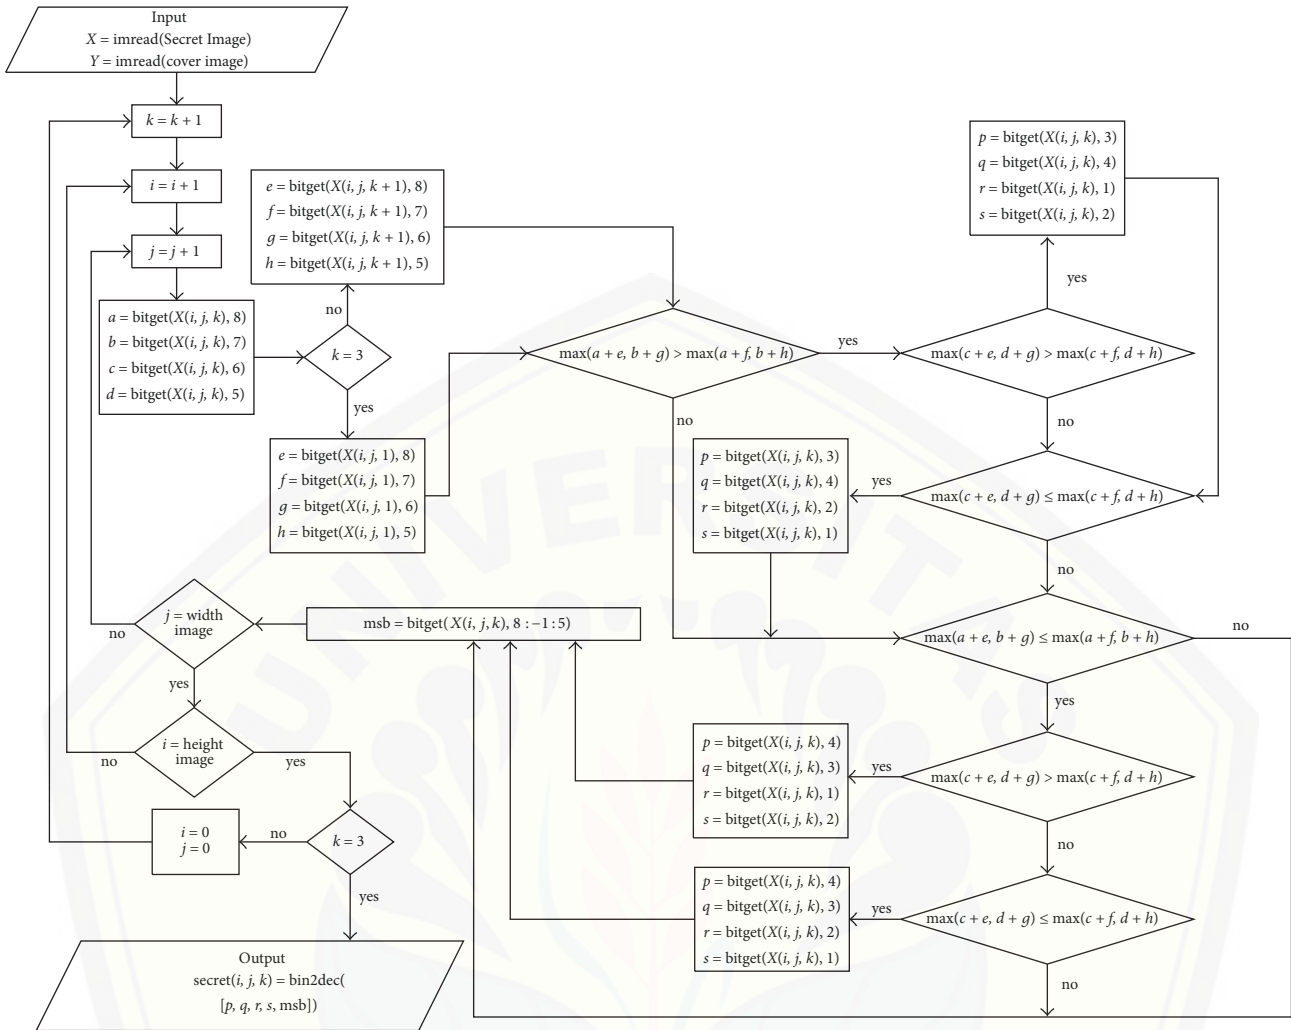 Input
X = imread(Secret Image)
Y = imread(cover image)
k = k + 1
i = i + 1
j = j + 1
a = bitget(X(i, j, k), 8)
b = bitget(X(i, j, k), 7)
c = bitget(X(i, j, k), 6)
d = bitget(X(i, j, k), 5)
k = 3
no
e = bitget(X(i, j, k + 1), 8)
f = bitget(X(i, j, k + 1), 7)
g = bitget(X(i, j, k + 1), 6)
h = bitget(X(i, j, k + 1), 5)
yes
e = bitget(X(i, j, 1), 8)
f = bitget(X(i, j, 1), 7)
g = bitget(X(i, j, 1), 6)
h = bitget(X(i, j, 1), 5)
max(a + e, b + g) > max(a + f, b + h)
yes
no
max(c + e, d + g) > max(c + f, d + h)
yes
p = bitget(X(i, j, k), 3)
q = bitget(X(i, j, k), 4)
r = bitget(X(i, j, k), 1)
s = bitget(X(i, j, k), 2)
no
max(c + e, d + g) ≤ max(c + f, d + h)
yes
p = bitget(X(i, j, k), 3)
q = bitget(X(i, j, k), 4)
r = bitget(X(i, j, k), 2)
s = bitget(X(i, j, k), 1)
no
max(a + e, b + g) ≤ max(a + f, b + h)
no
yes
max(c + e, d + g) > max(c + f, d + h)
yes
p = bitget(X(i, j, k), 4)
q = bitget(X(i, j, k), 3)
r = bitget(X(i, j, k), 1)
s = bitget(X(i, j, k), 2)
no
max(c + e, d + g) ≤ max(c + f, d + h)
yes
p = bitget(X(i, j, k), 4)
q = bitget(X(i, j, k), 3)
r = bitget(X(i, j, k), 2)
s = bitget(X(i, j, k), 1)
no
msb = bitget(X(i, j, k), 8 : −1 : 5)
j = width
image
no
yes
i = height
image
no
yes
k = 3
no
i = 0
j = 0
yes
Output
secret(i, j, k) = bin2dec(
[p, q, r, s, msb])
UNIVERSITAS